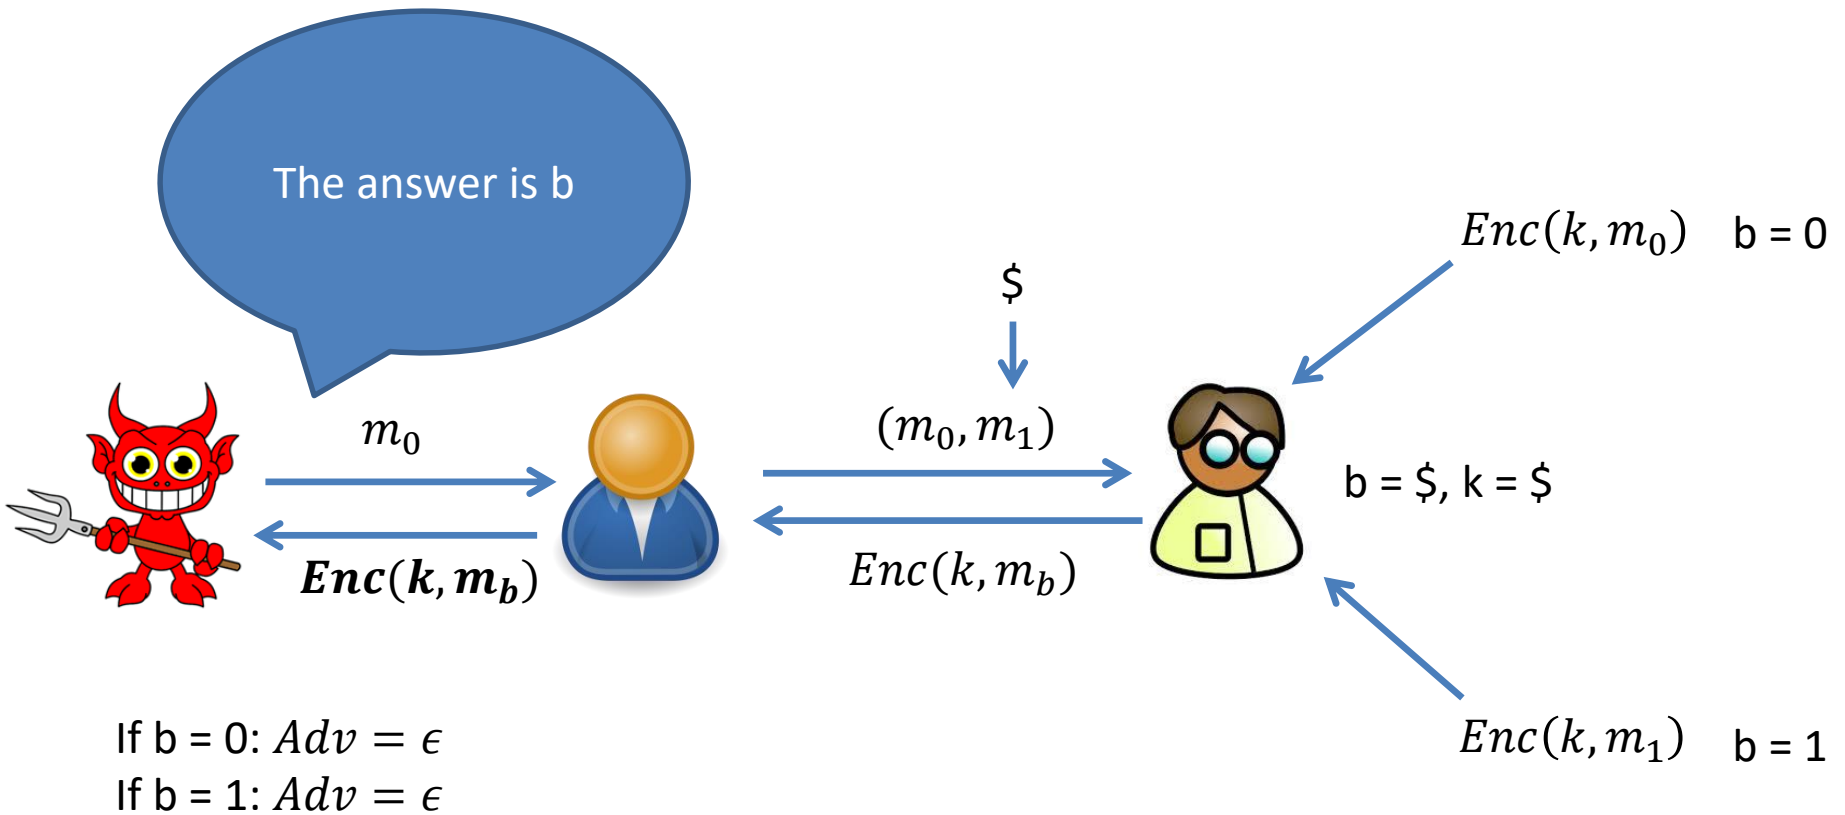 The answer is b
Enc(k, m₀) b = 0
$
m₀
(m₀, m₁)
b = $, k = $
Enc(k, m_b)
Enc(k, m_b)
If b = 0: Adv = ϵ
If b = 1: Adv = ϵ
Enc(k, m₁) b = 1